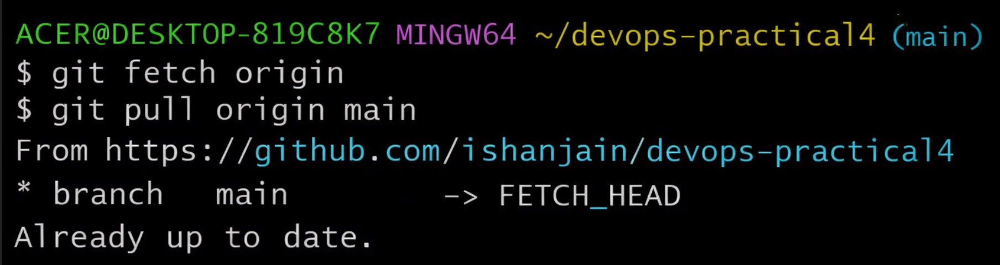 ACER@DESKTOP-819C8K7 MINGW64 ~/devops-practical4 (main)
$ git fetch origin
$ git pull origin main
From https://github.com/ishanjain/devops-practical4
* branch   main         -> FETCH_HEAD
Already up to date.